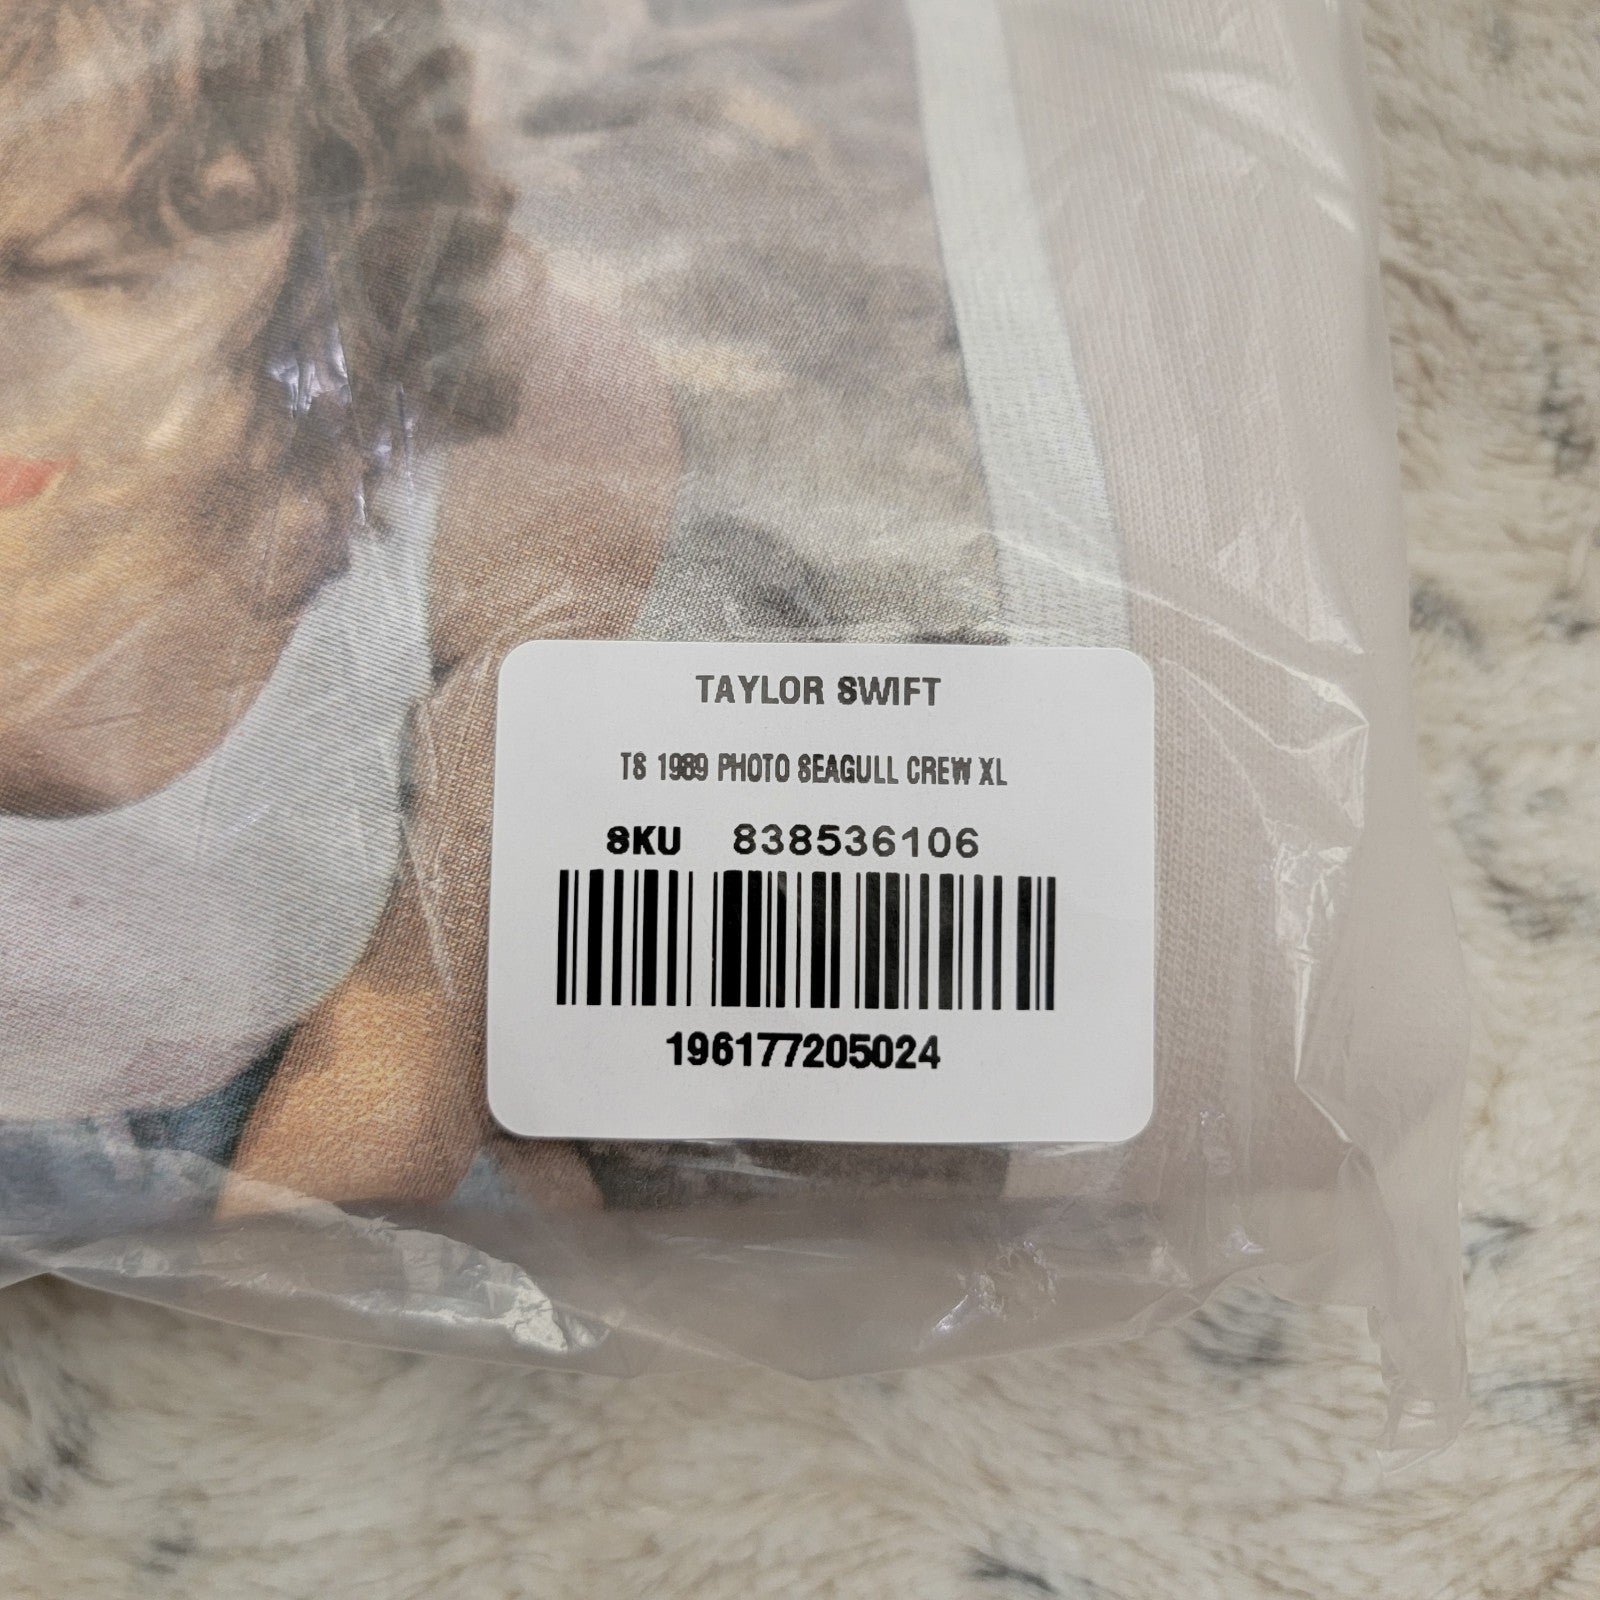 TAYLOR SWIFT
TS 1989 PHOTO SEAGULL CREW XL
SKU 838536106
196177205024